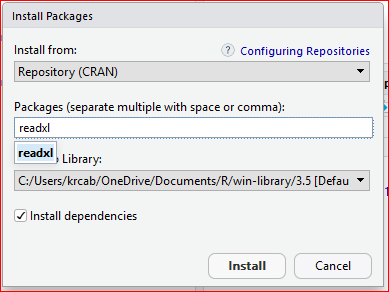 Install Packages
Install from:
? Configuring Repositories
Repository (CRAN)
Packages (separate multiple with space or comma):
readxl
readxl
Library:
C:/Users/krcab/OneDrive/Documents/R/win-library/3.5 [Defau
Install dependencies
Install
Cancel